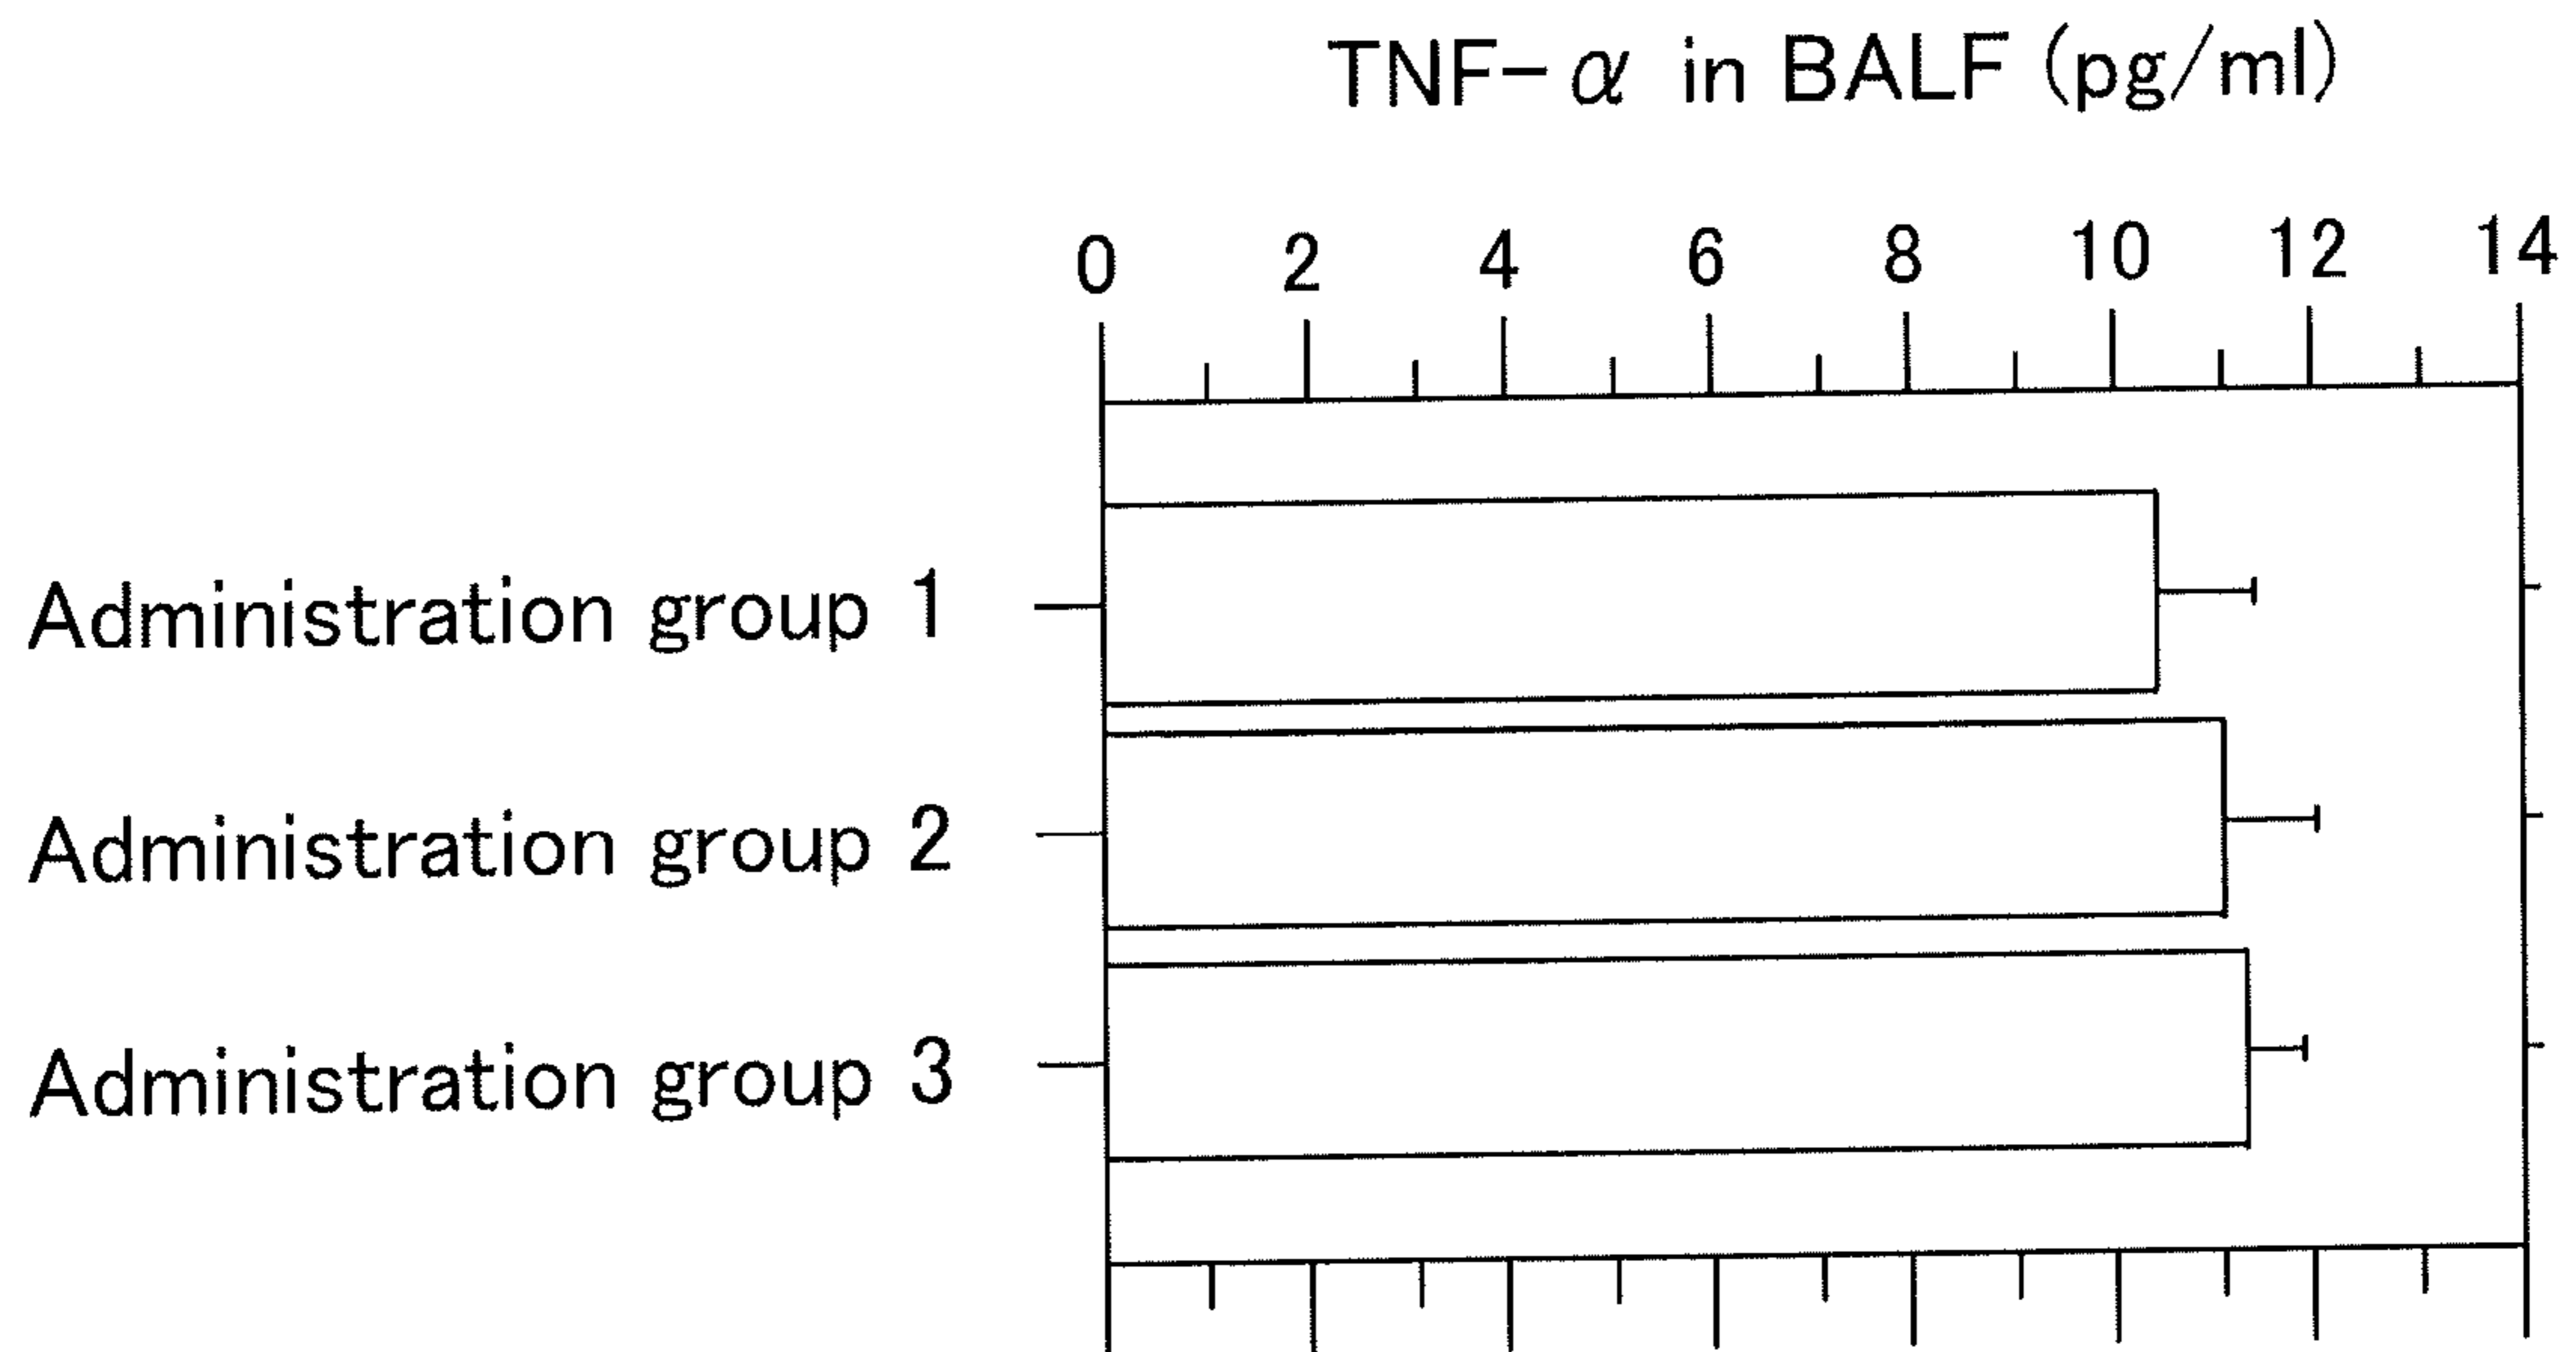 TNF-α in BALF (pg/ml)
0 2 4 6 8 10 12 14
Administration group 1
Administration group 2
Administration group 3